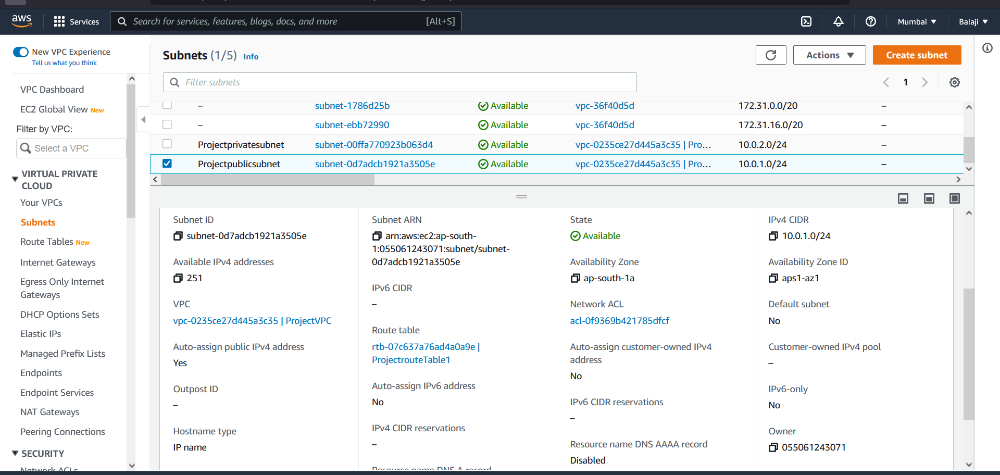 aws
Services
Search for services, features, blogs, docs, and more
[Alt+S]
Mumbai ▼
Balaji ▼
New VPC Experience
Tell us what you think
VPC Dashboard
EC2 Global View New
Filter by VPC:
Select a VPC
VIRTUAL PRIVATE
CLOUD
Your VPCs
Subnets
Route Tables New
Internet Gateways
Egress Only Internet
Gateways
DHCP Options Sets
Elastic IPs
Managed Prefix Lists
Endpoints
Endpoint Services
NAT Gateways
Peering Connections
SECURITY
Network ACLs
Subnets (1/5) Info
Actions ▼
Create subnet
Filter subnets
1
– subnet-1786d25b Available vpc-36f40d5d 172.31.0.0/20 –
– subnet-ebb72990 Available vpc-36f40d5d 172.31.16.0/20 –
Projectprivatesubnet subnet-00ffa770923b063d4 Available vpc-0235ce27d445a3c35 | Pro... 10.0.2.0/24 –
Projectpublicsubnet subnet-0d7adcb1921a3505e Available vpc-0235ce27d445a3c35 | Pro... 10.0.1.0/24 –
Subnet ID
subnet-0d7adcb1921a3505e
Available IPv4 addresses
251
VPC
vpc-0235ce27d445a3c35 | ProjectVPC
Auto-assign public IPv4 address
Yes
Outpost ID
–
Hostname type
IP name
Subnet ARN
arn:aws:ec2:ap-south-
1:055061243071:subnet/subnet-
0d7adcb1921a3505e
IPv6 CIDR
–
Route table
rtb-07c637a76ad4a0a9e |
ProjectrouteTable1
Auto-assign IPv6 address
No
IPv4 CIDR reservations
–
Resource name DNS A record
State
Available
Availability Zone
ap-south-1a
Network ACL
acl-0f9369b421785dfcf
Auto-assign customer-owned IPv4
address
No
IPv6 CIDR reservations
–
Resource name DNS AAAA record
Disabled
IPv4 CIDR
10.0.1.0/24
Availability Zone ID
aps1-az1
Default subnet
No
Customer-owned IPv4 pool
–
IPv6-only
No
Owner
055061243071